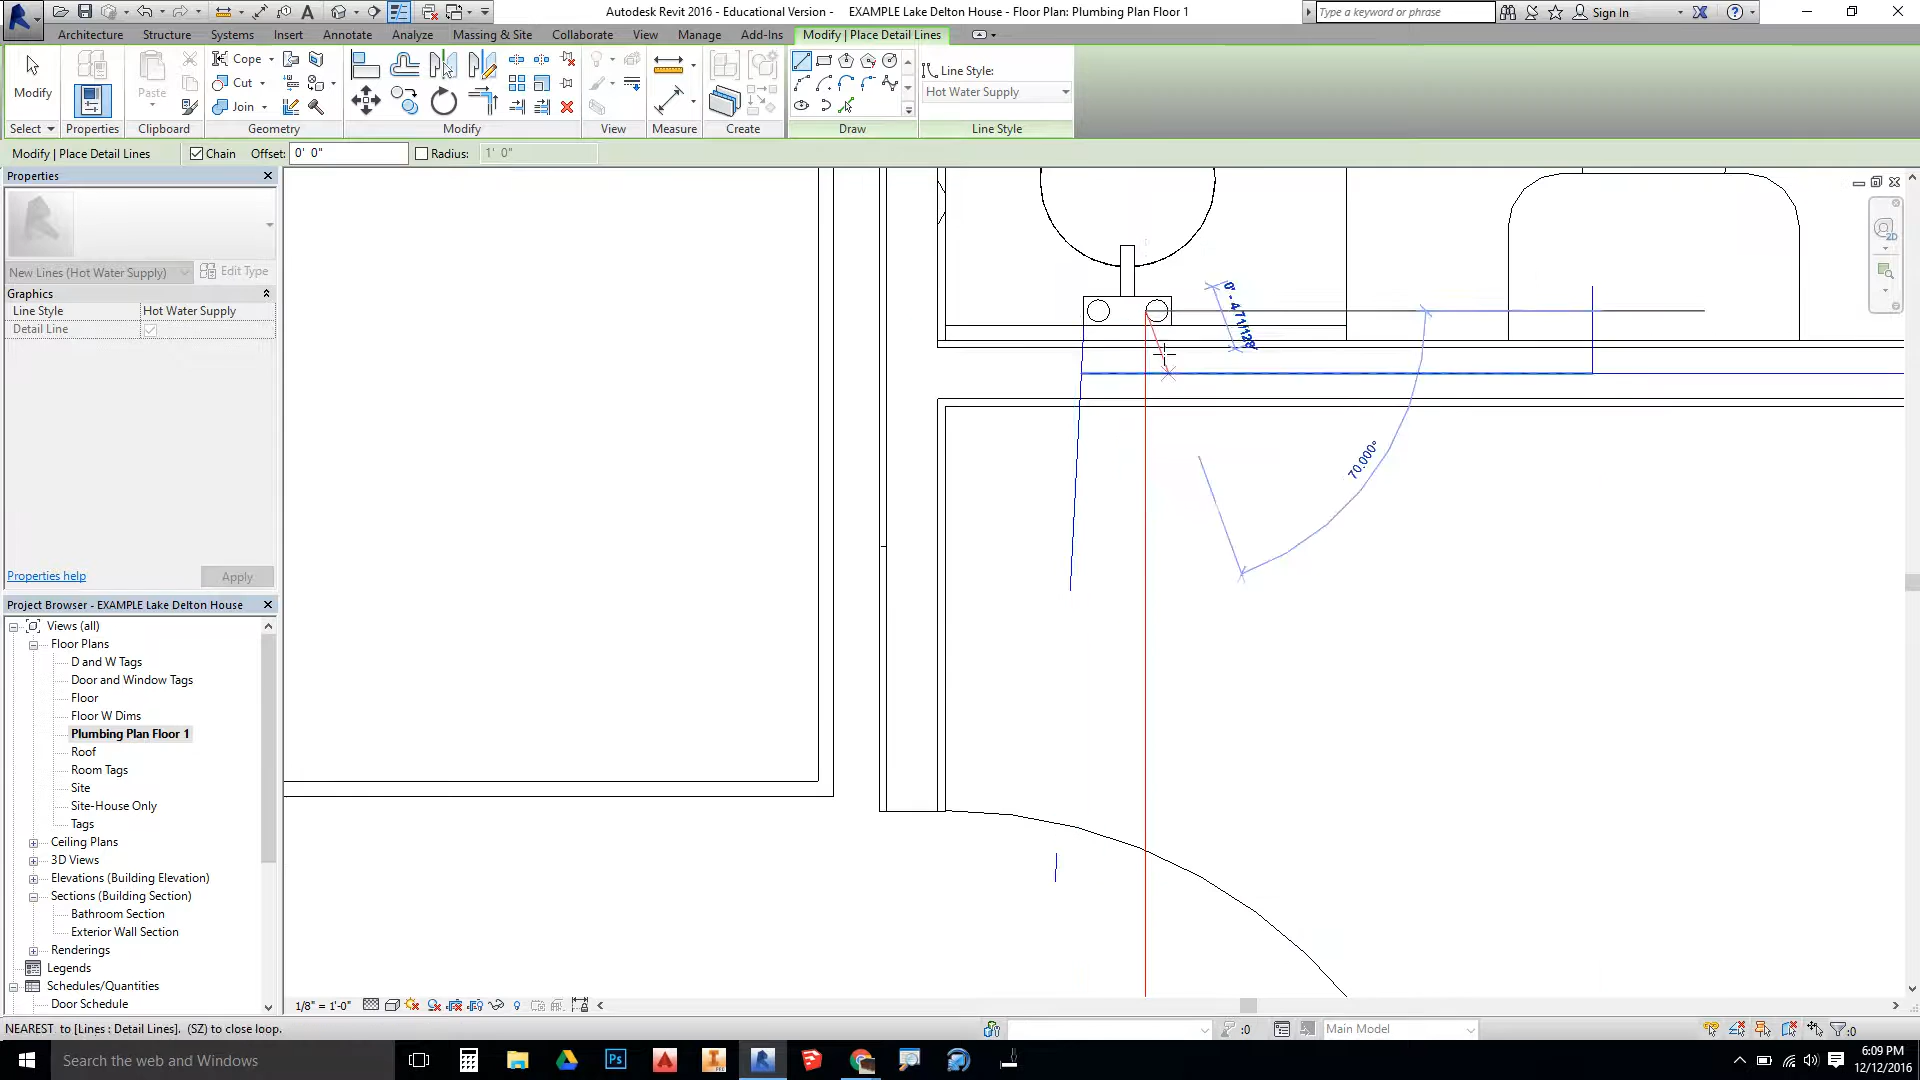 Autodesk Revit 2016 - Educational Version - EXAMPLE Lake Delton House - Floor Plan: Plumbing Plan Floor 1
Type a keyword or phrase
Sign In
Architecture Structure Systems Insert Annotate Analyze Massing & Site Collaborate View Manage Add-Ins Modify | Place Detail Lines
Modify
Paste
Cope
Cut
Join
Line Style:
Hot Water Supply
Select Properties Clipboard Geometry Modify View Measure Create Draw Line Style
Modify | Place Detail Lines
Chain Offset: 0' 0"
Radius: 1' 0"
Properties
New Lines (Hot Water Supply)
Edit Type
Graphics
Line Style Hot Water Supply
Detail Line
Properties help
Apply
Project Browser - EXAMPLE Lake Delton House
Views (all)
Floor Plans
D and W Tags
Door and Window Tags
Floor
Floor W Dims
Plumbing Plan Floor 1
Roof
Room Tags
Site
Site-House Only
Tags
Ceiling Plans
3D Views
Elevations (Building Elevation)
Sections (Building Section)
Bathroom Section
Exterior Wall Section
Renderings
Legends
Schedules/Quantities
Door Schedule
2D
0' - 4 71/128"
70.000°
1/8" = 1'-0"
NEAREST to [Lines : Detail Lines]. (SZ) to close loop.
:0
Main Model
:0
Search the web and Windows
Ps
6:09 PM
12/12/2016